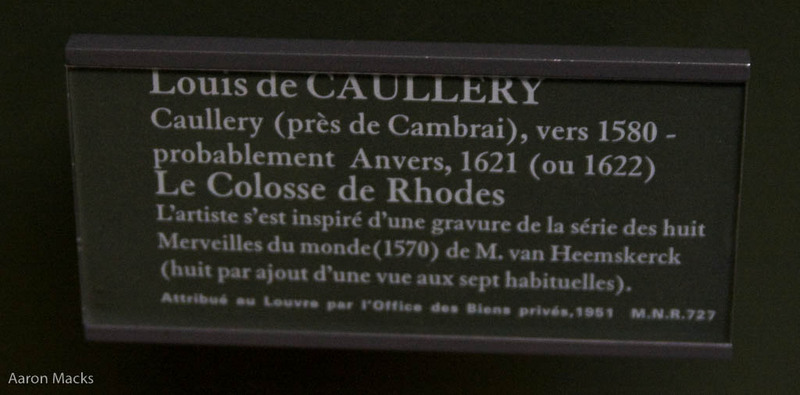 Louis de CAULLERY
Caullery (près de Cambrai), vers 1580 -
probablement Anvers, 1621 (ou 1622)
Le Colosse de Rhodes
L'artiste s'est inspiré d'une gravure de la série des huit
Merveilles du monde(1570) de M. van Heemskerck
(huit par ajout d'une vue aux sept habituelles).
Attribué au Louvre par l'Office des Biens privés,1951 M.N.R.727
Aaron Macks